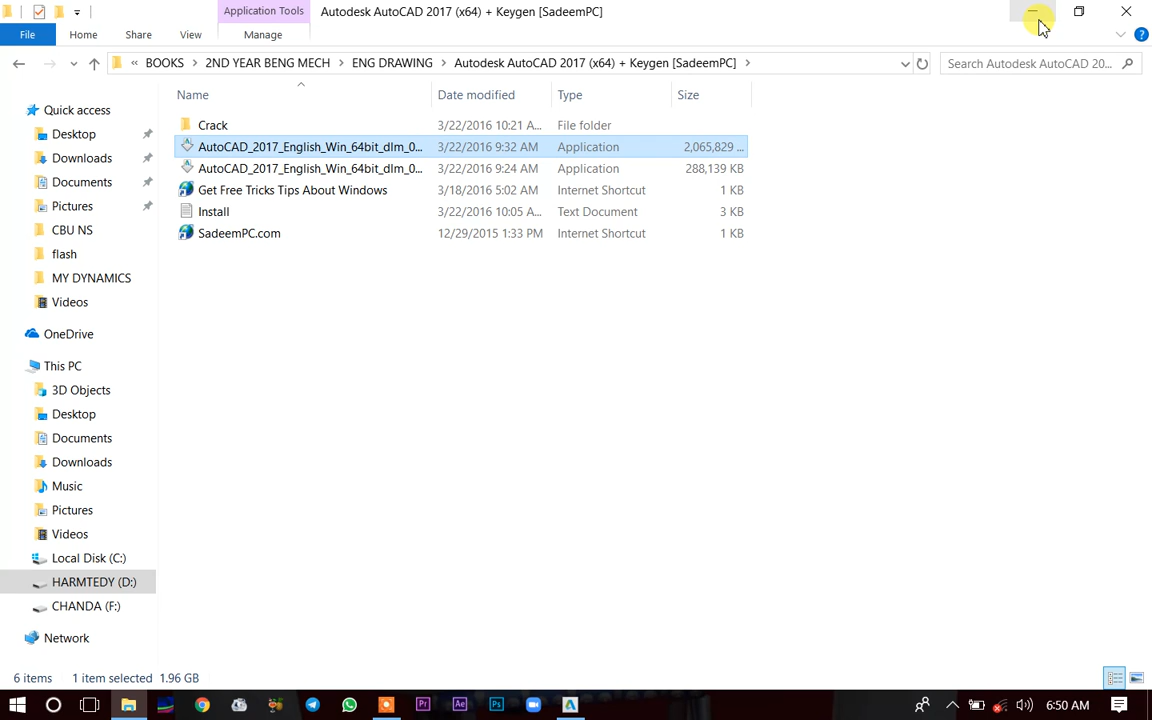 Application Tools
Autodesk AutoCAD 2017 (x64) + Keygen [SadeemPC]
File
Home
Share
View
Manage
?
« BOOKS > 2ND YEAR BENG MECH > ENG DRAWING > Autodesk AutoCAD 2017 (x64) + Keygen [SadeemPC] >
Search Autodesk AutoCAD 20...
Name
Date modified
Type
Size
Crack
3/22/2016 10:21 A...
File folder
AutoCAD_2017_English_Win_64bit_dlm_0...
3/22/2016 9:32 AM
Application
2,065,829 ...
AutoCAD_2017_English_Win_64bit_dlm_0...
3/22/2016 9:24 AM
Application
288,139 KB
Get Free Tricks Tips About Windows
3/18/2016 5:02 AM
Internet Shortcut
1 KB
Install
3/22/2016 10:05 A...
Text Document
3 KB
SadeemPC.com
12/29/2015 1:33 PM
Internet Shortcut
1 KB
Quick access
Desktop
Downloads
Documents
Pictures
CBU NS
flash
MY DYNAMICS
Videos
OneDrive
This PC
3D Objects
Desktop
Documents
Downloads
Music
Pictures
Videos
Local Disk (C:)
HARMTEDY (D:)
CHANDA (F:)
Network
6 items
1 item selected 1.96 GB
Pr
Ae
Ps
6:50 AM